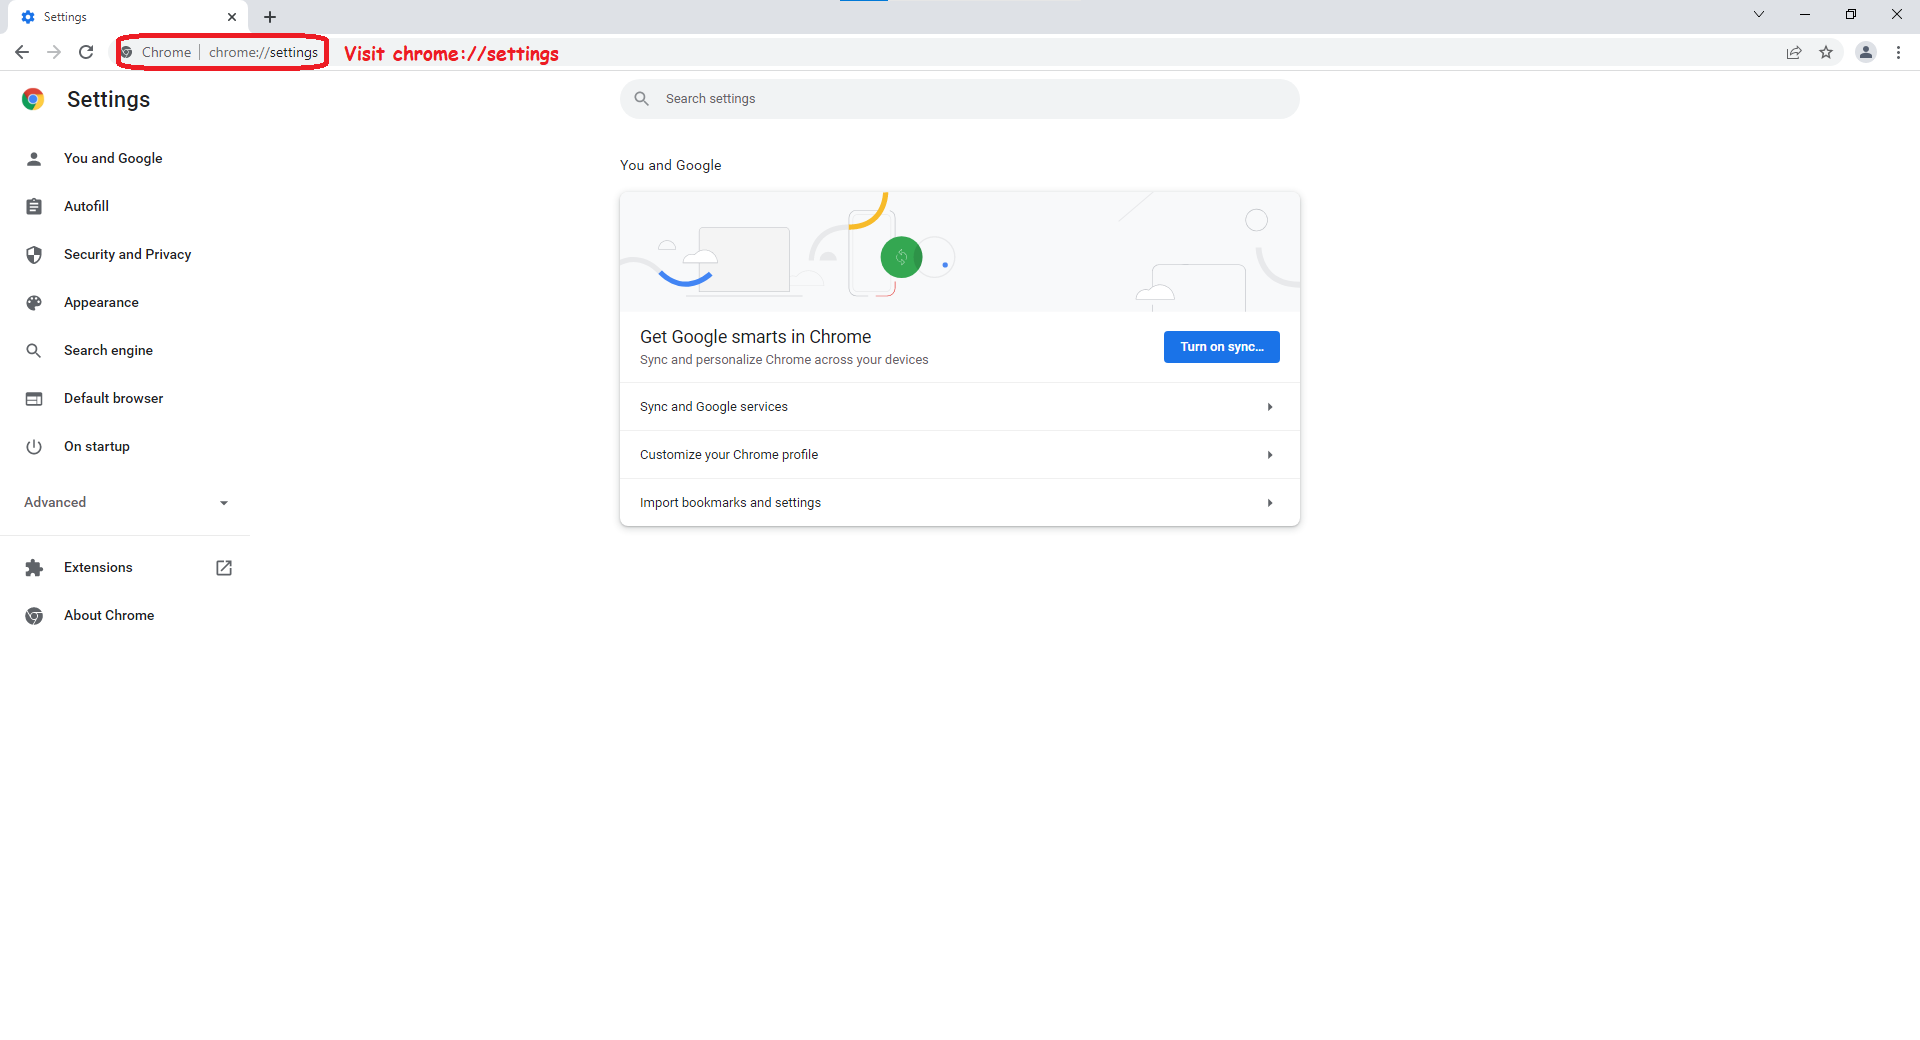 Settings
Chrome | chrome://settings Visit chrome://settings
Settings
Search settings
You and Google
Autofill
Security and Privacy
Appearance
Search engine
Default browser
On startup
Advanced
Extensions
About Chrome
You and Google
Get Google smarts in Chrome
Sync and personalize Chrome across your devices
Turn on sync...
Sync and Google services
Customize your Chrome profile
Import bookmarks and settings